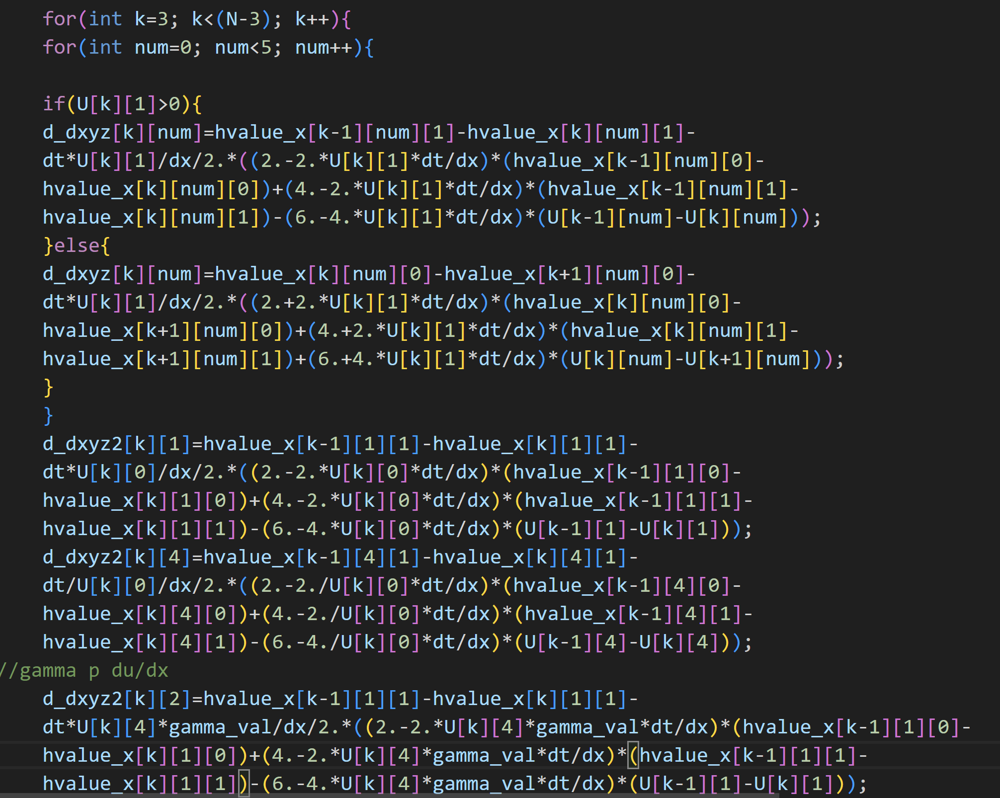 for(int k=3; k<(N-3); k++){
for(int num=0; num<5; num++){
if(U[k][1]>0){
d_dxyz[k][num]=hvalue_x[k-1][num][1]-hvalue_x[k][num][1]-
dt*U[k][1]/dx/2.*((2.-2.*U[k][1]*dt/dx)*(hvalue_x[k-1][num][0]-
hvalue_x[k][num][0])+(4.-2.*U[k][1]*dt/dx)*(hvalue_x[k-1][num][1]-
hvalue_x[k][num][1])-(6.-4.*U[k][1]*dt/dx)*(U[k-1][num]-U[k][num]));
}else{
d_dxyz[k][num]=hvalue_x[k][num][0]-hvalue_x[k+1][num][0]-
dt*U[k][1]/dx/2.*((2.+2.*U[k][1]*dt/dx)*(hvalue_x[k][num][0]-
hvalue_x[k+1][num][0])+(4.+2.*U[k][1]*dt/dx)*(hvalue_x[k][num][1]-
hvalue_x[k+1][num][1])+(6.+4.*U[k][1]*dt/dx)*(U[k][num]-U[k+1][num]));
}
}
d_dxyz2[k][1]=hvalue_x[k-1][1][1]-hvalue_x[k][1][1]-
dt*U[k][0]/dx/2.*((2.-2.*U[k][0]*dt/dx)*(hvalue_x[k-1][1][0]-
hvalue_x[k][1][0])+(4.-2.*U[k][0]*dt/dx)*(hvalue_x[k-1][1][1]-
hvalue_x[k][1][1])-(6.-4.*U[k][0]*dt/dx)*(U[k-1][1]-U[k][1]));
d_dxyz2[k][4]=hvalue_x[k-1][4][1]-hvalue_x[k][4][1]-
dt/U[k][0]/dx/2.*((2.-2./U[k][0]*dt/dx)*(hvalue_x[k-1][4][0]-
hvalue_x[k][4][0])+(4.-2./U[k][0]*dt/dx)*(hvalue_x[k-1][4][1]-
hvalue_x[k][4][1])-(6.-4./U[k][0]*dt/dx)*(U[k-1][4]-U[k][4]));
//gamma p du/dx
d_dxyz2[k][2]=hvalue_x[k-1][1][1]-hvalue_x[k][1][1]-
dt*U[k][4]*gamma_val/dx/2.*((2.-2.*U[k][4]*gamma_val*dt/dx)*(hvalue_x[k-1][1][0]-
hvalue_x[k][1][0])+(4.-2.*U[k][4]*gamma_val*dt/dx)*(hvalue_x[k-1][1][1]-
hvalue_x[k][1][1])-(6.-4.*U[k][4]*gamma_val*dt/dx)*(U[k-1][1]-U[k][1]));